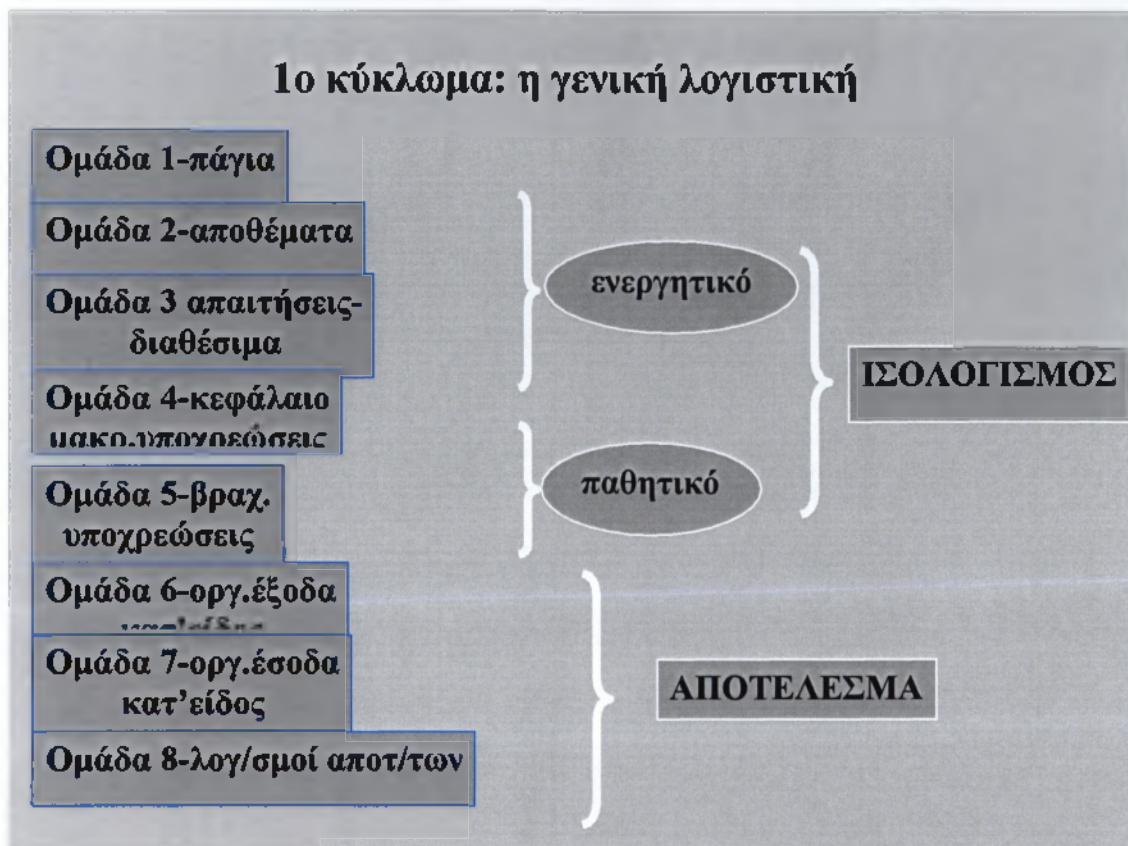 1ο κύκλωμα: η γενική λογιστική
Ομάδα 1-πάγια
Ομάδα 2-αποθέματα
Ομάδα 3 απαιτήσεις-
διαθέσιμα
Ομάδα 4-κεφάλαιο
μακρ.υποχρεώσεις
Ομάδα 5-βραχ.
υποχρεώσεις
Ομάδα 6-οργ.έξοδα
Ομάδα 7-οργ.έσοδα
κατ’είδος
Ομάδα 8-λογ/σμοί αποτ/των
ενεργητικό
παθητικό
ΙΣΟΛΟΓΙΣΜΟΣ
ΑΠΟΤΕΛΕΣΜΑ